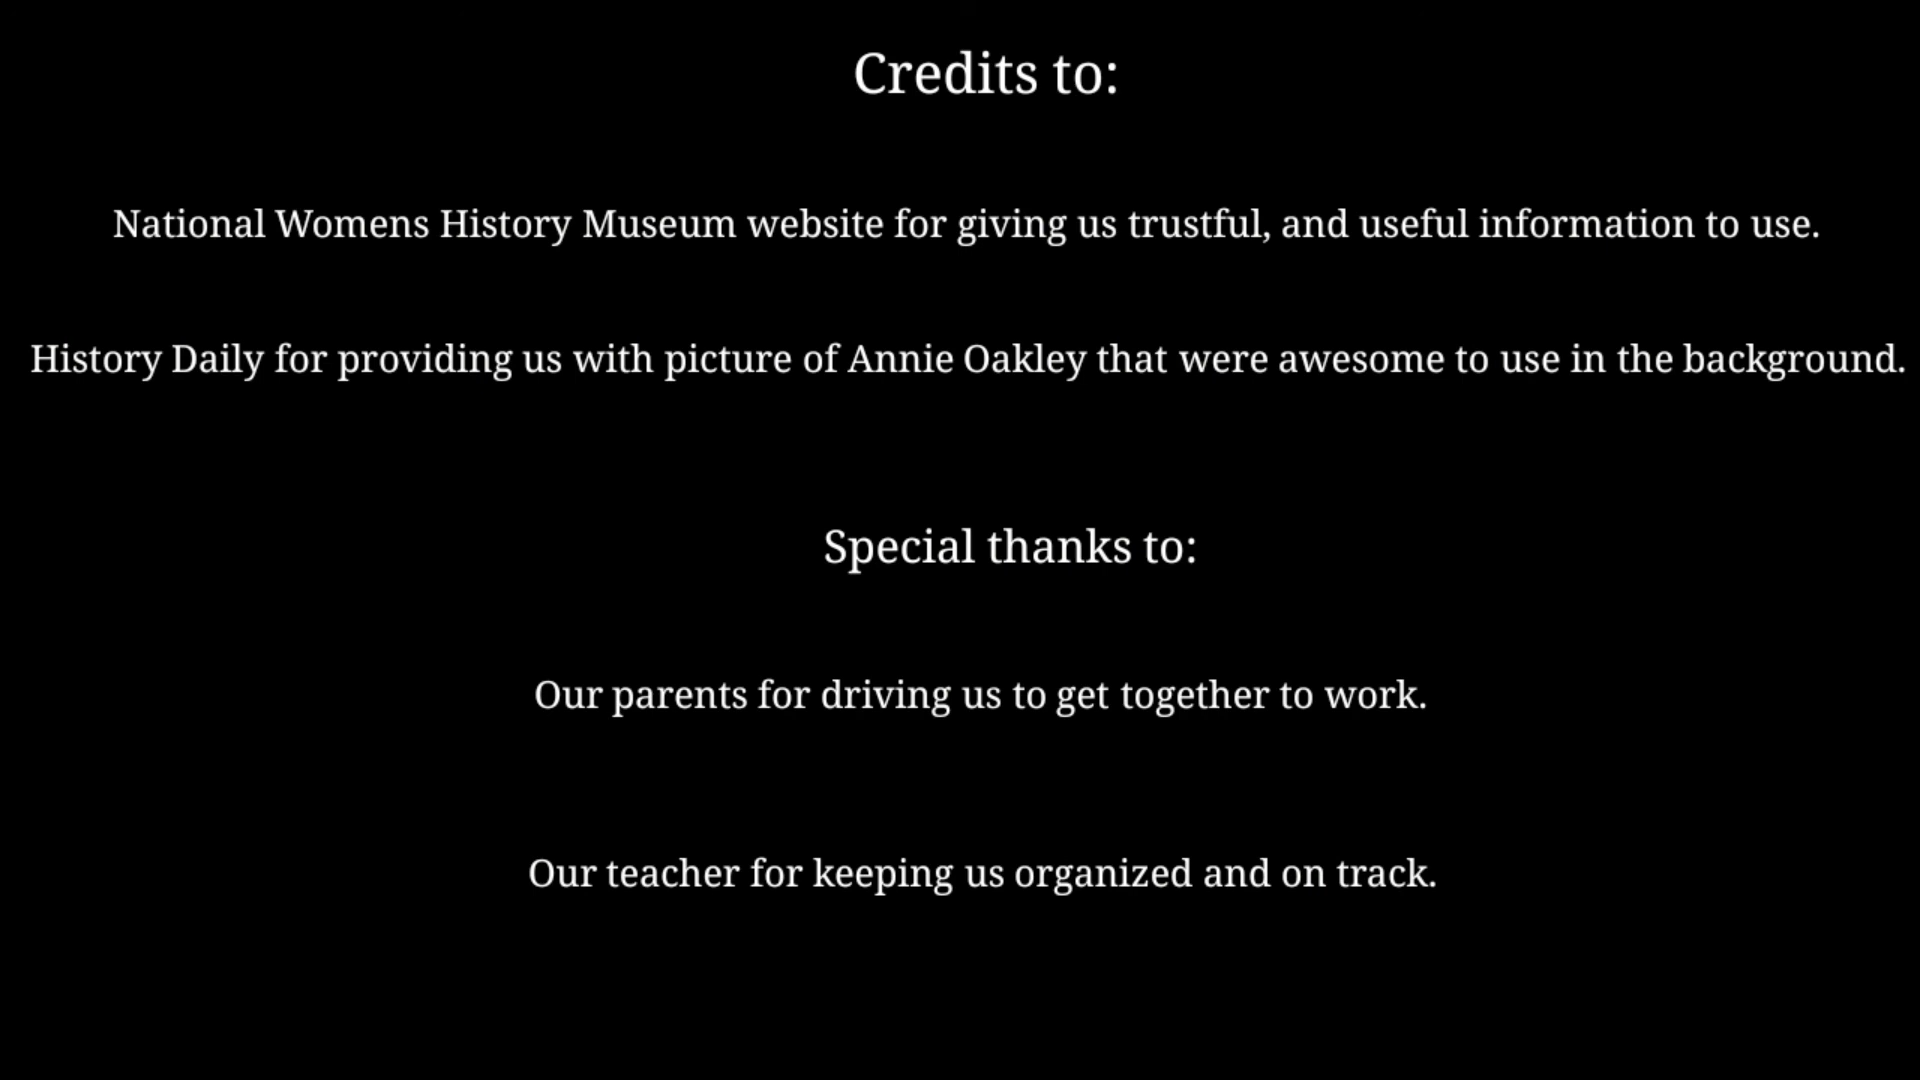 Credits to:
National Womens History Museum website for giving us trustful, and useful information to use.
History Daily for providing us with picture of Annie Oakley that were awesome to use in the background.
Special thanks to:
Our parents for driving us to get together to work.
Our teacher for keeping us organized and on track.